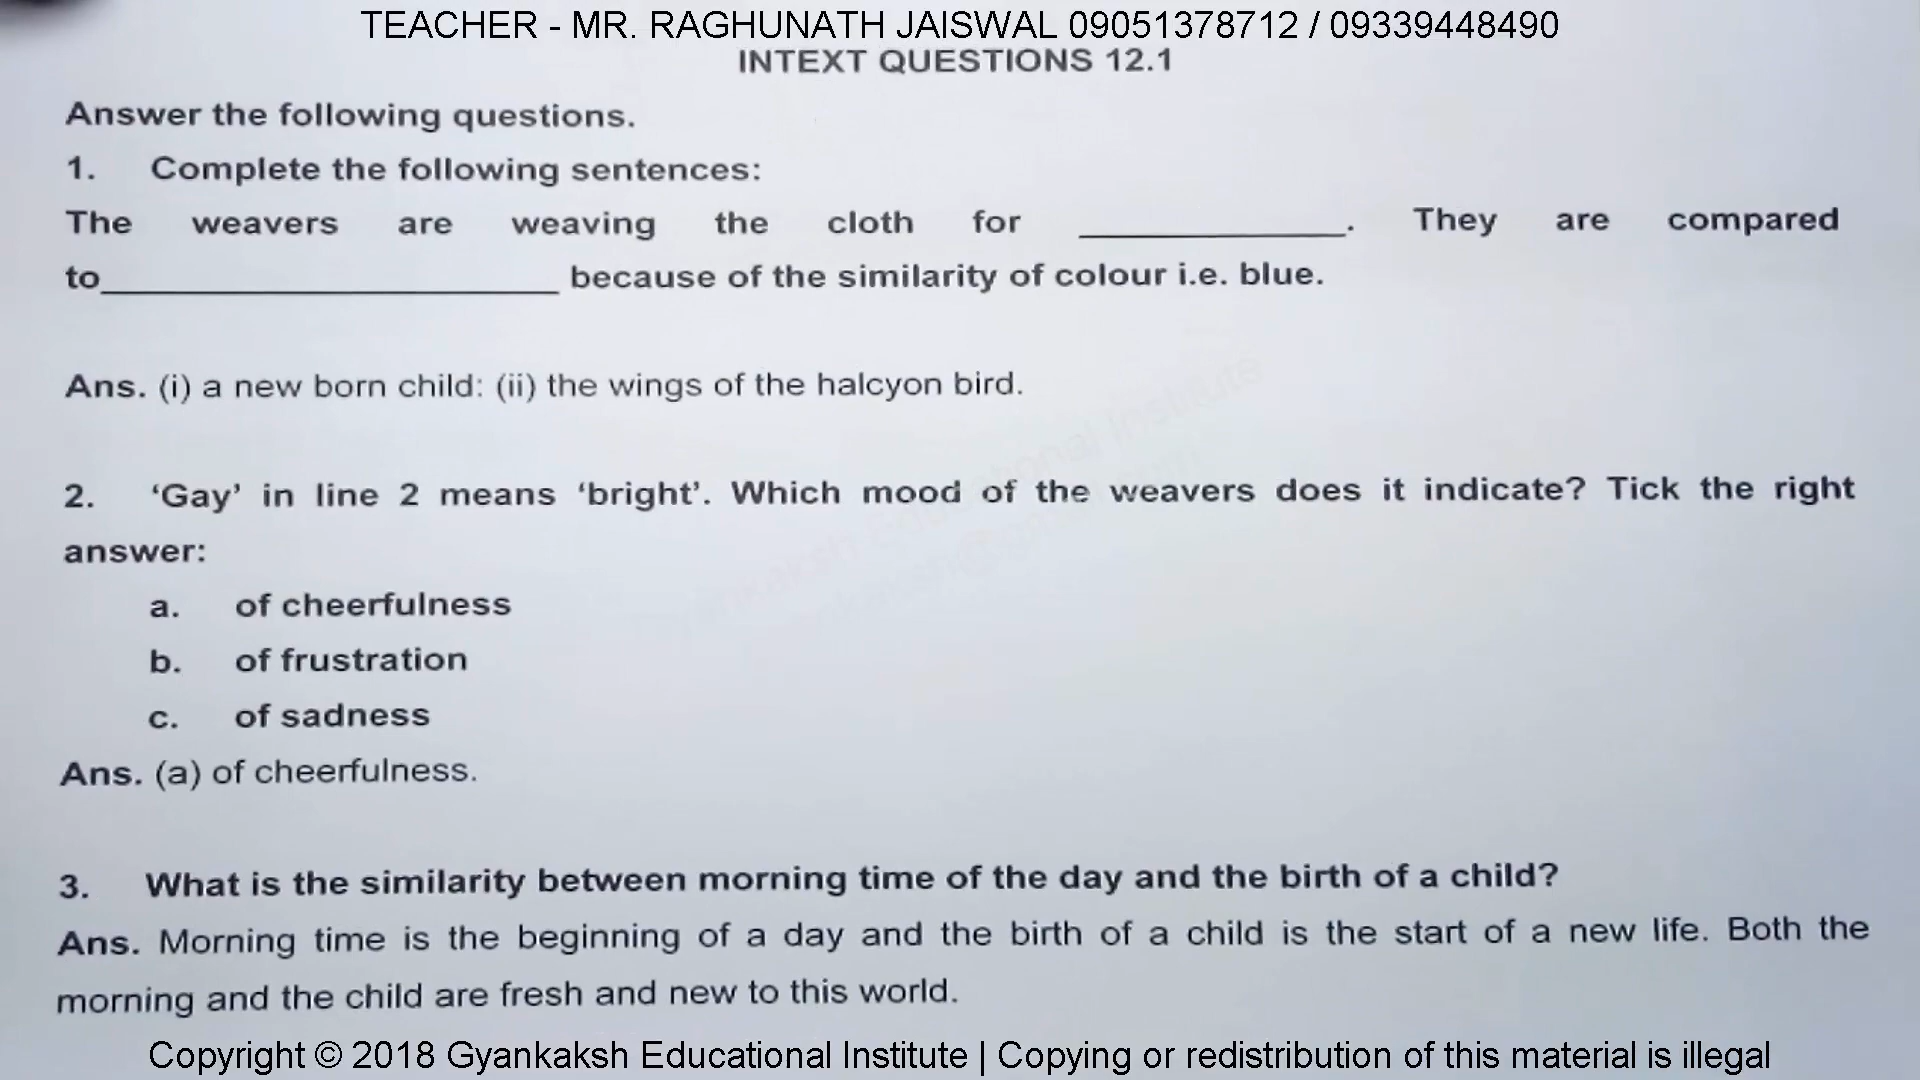 TEACHER - MR. RAGHUNATH JAISWAL 09051378712 / 09339448490
INTEXT QUESTIONS 12.1
Answer the following questions.
1. Complete the following sentences:
The weavers are weaving the cloth for ____________. They are compared
to____________________ because of the similarity of colour i.e. blue.
Ans. (i) a new born child: (ii) the wings of the halcyon bird.
2. ‘Gay’ in line 2 means ‘bright’. Which mood of the weavers does it indicate? Tick the right
answer:
a. of cheerfulness
b. of frustration
c. of sadness
Ans. (a) of cheerfulness.
3. What is the similarity between morning time of the day and the birth of a child?
Ans. Morning time is the beginning of a day and the birth of a child is the start of a new life. Both the
morning and the child are fresh and new to this world.
Copyright © 2018 Gyankaksh Educational Institute | Copying or redistribution of this material is illegal